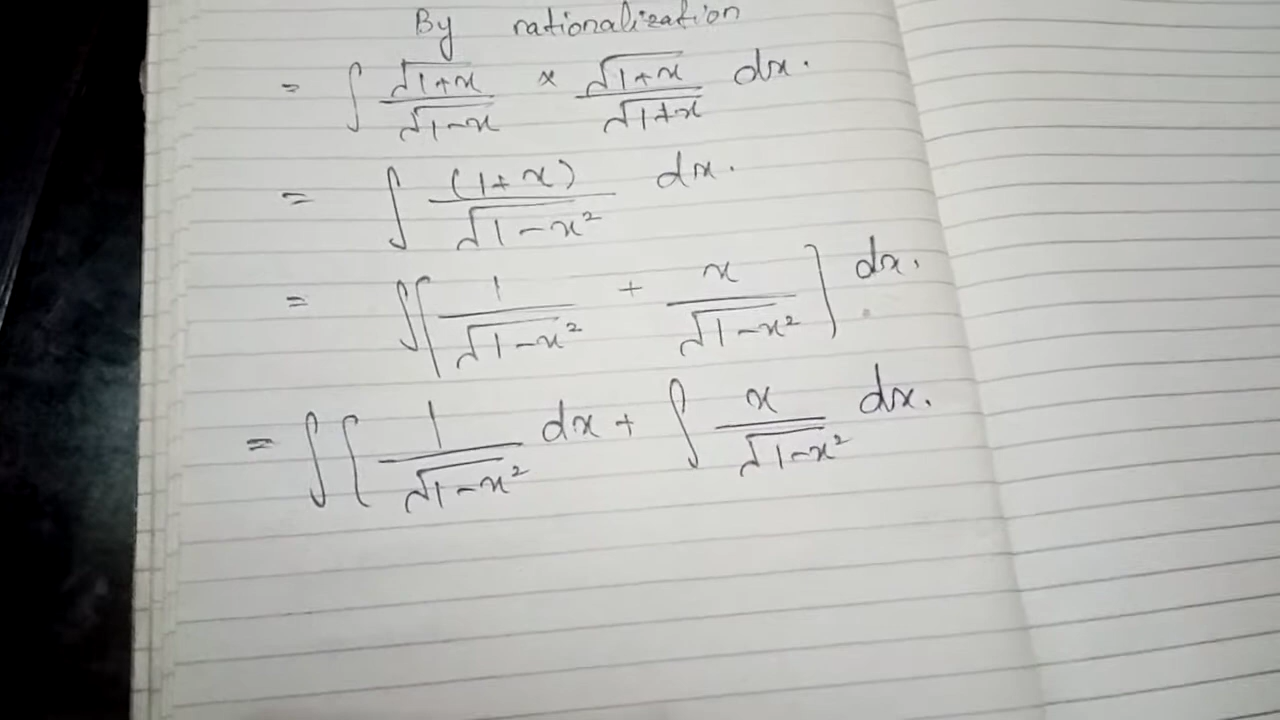 By rationalization
= ∫ √1+x / √1-x × √1+x / √1+x dx.
= ∫ (1+x) / √1-x² dx.
= ∫[ 1 / √1-x² + x / √1-x² ] dx.
= ∫[ 1 / √1-x² dx + ∫ x / √1-x² dx.